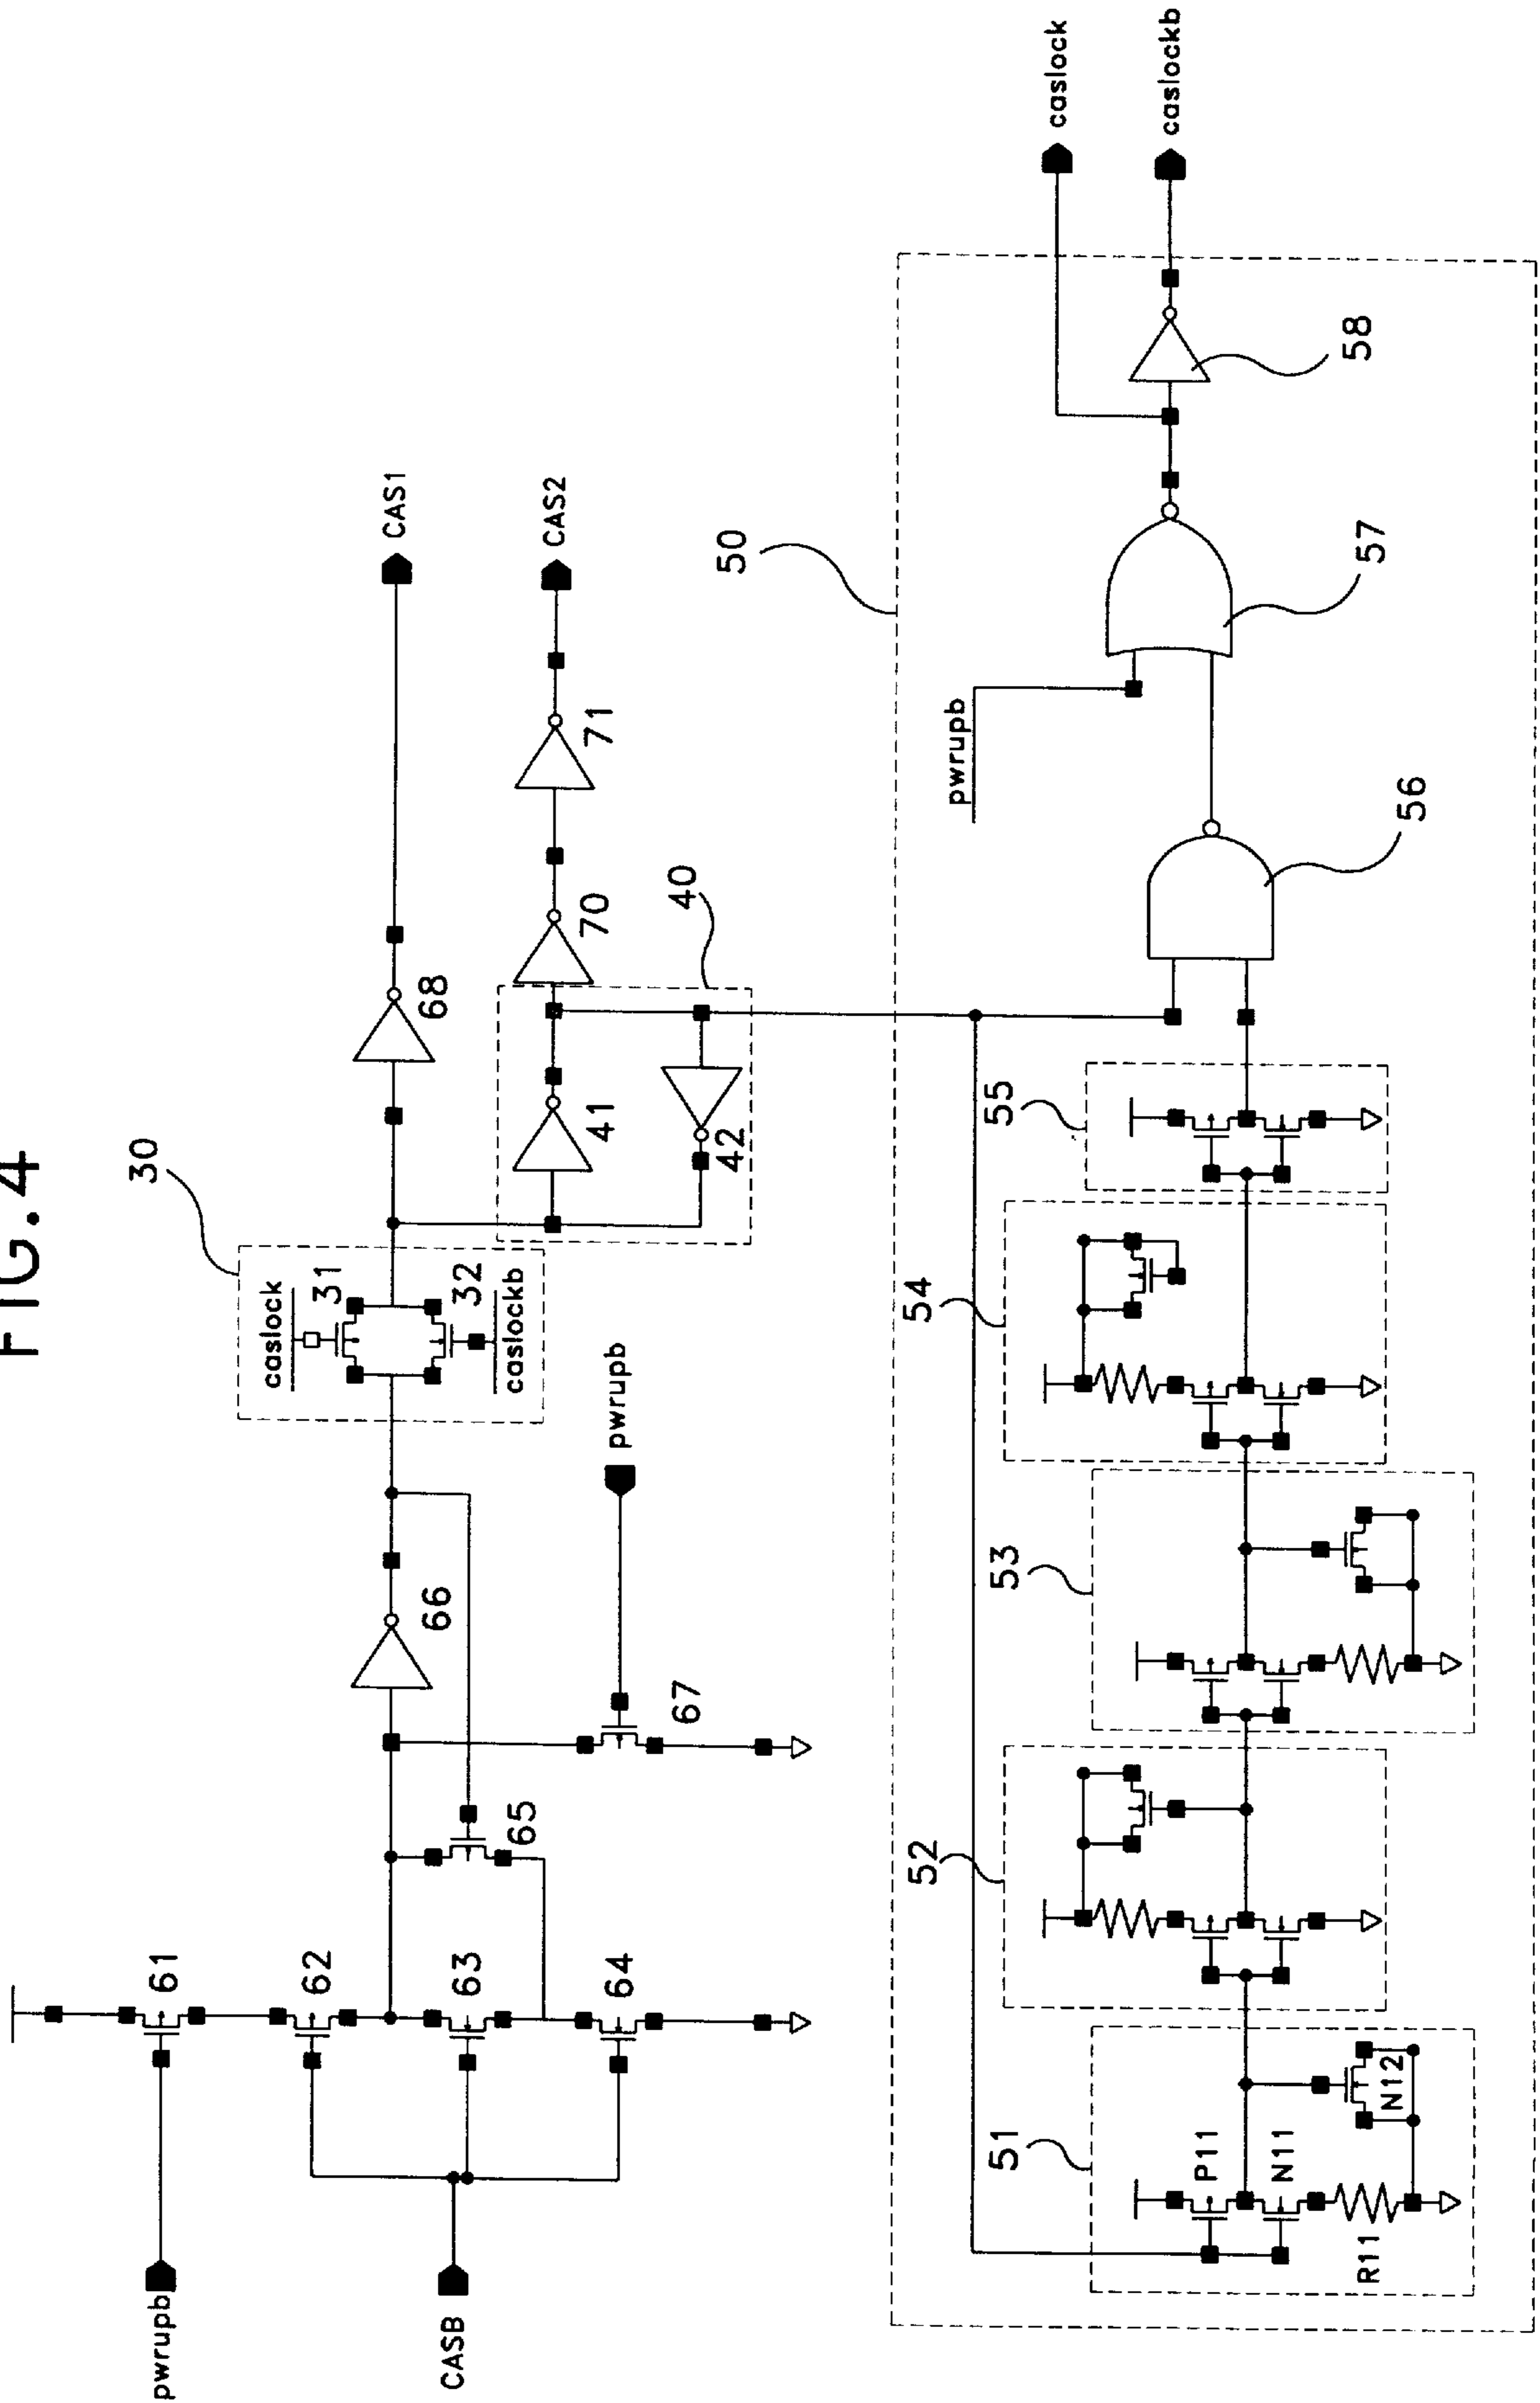 FIG.4
pwrupb
61
62
63
64
CASB
65
66
67
pwrupb
30
caslock
31
32
caslockb
68
CAS1
41
42
40
70
71
CAS2
50
51
P11
N11
N12
R11
52
53
54
55
56
pwrupb
57
58
caslock
caslockb